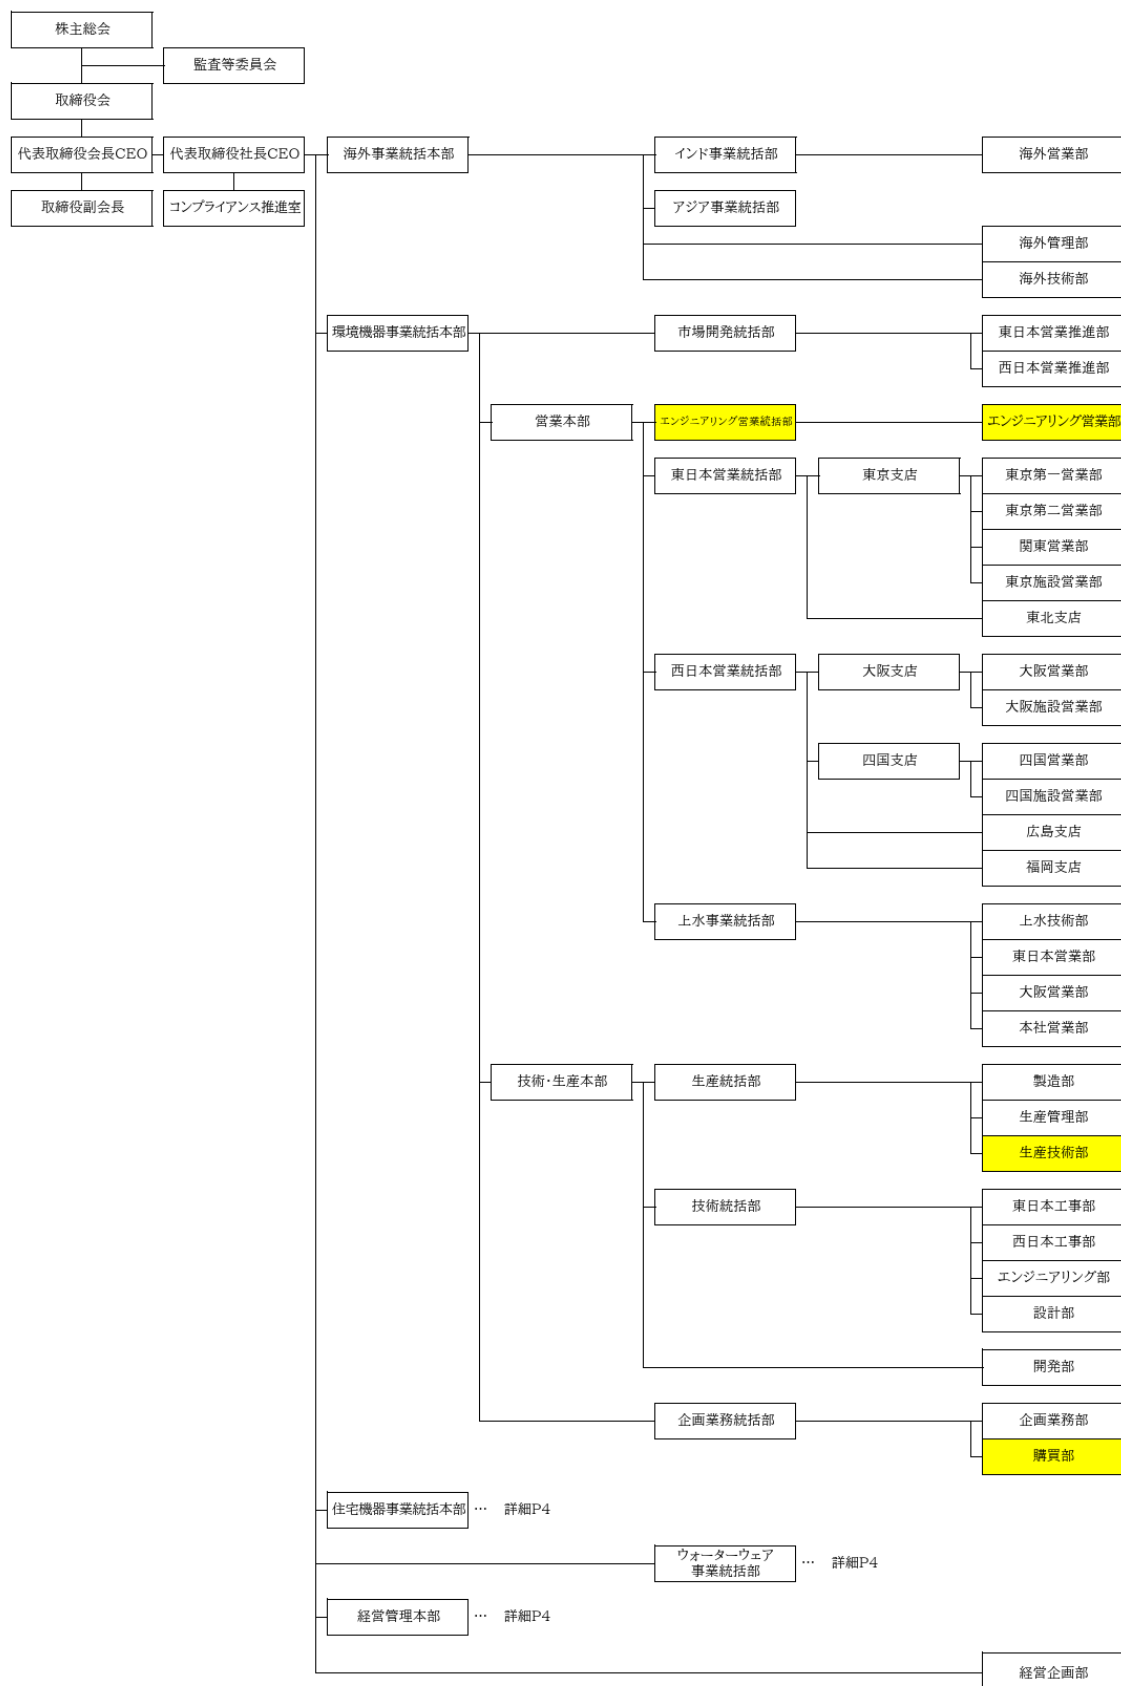 株主総会
監査等委員会
取締役会
代表取締役会長CEO
代表取締役社長CEO
海外事業統括本部
インド事業統括部
海外営業部
取締役副会長
コンプライアンス推進室
アジア事業統括部
海外管理部
海外技術部
環境機器事業統括本部
市場開発統括部
東日本営業推進部
西日本営業推進部
営業本部
エンジニアリング営業統括部
エンジニアリング営業部
東日本営業統括部
東京支店
東京第一営業部
東京第二営業部
関東営業部
東京施設営業部
東北支店
西日本営業統括部
大阪支店
大阪営業部
大阪施設営業部
四国支店
四国営業部
四国施設営業部
広島支店
福岡支店
上水事業統括部
上水技術部
東日本営業部
大阪営業部
本社営業部
技術・生産本部
生産統括部
製造部
生産管理部
生産技術部
技術統括部
東日本工事部
西日本工事部
エンジニアリング部
設計部
開発部
企画業務統括部
企画業務部
購買部
住宅機器事業統括本部 … 詳細P4
ウォーターウェア
事業統括部 … 詳細P4
経営管理本部 … 詳細P4
経営企画部